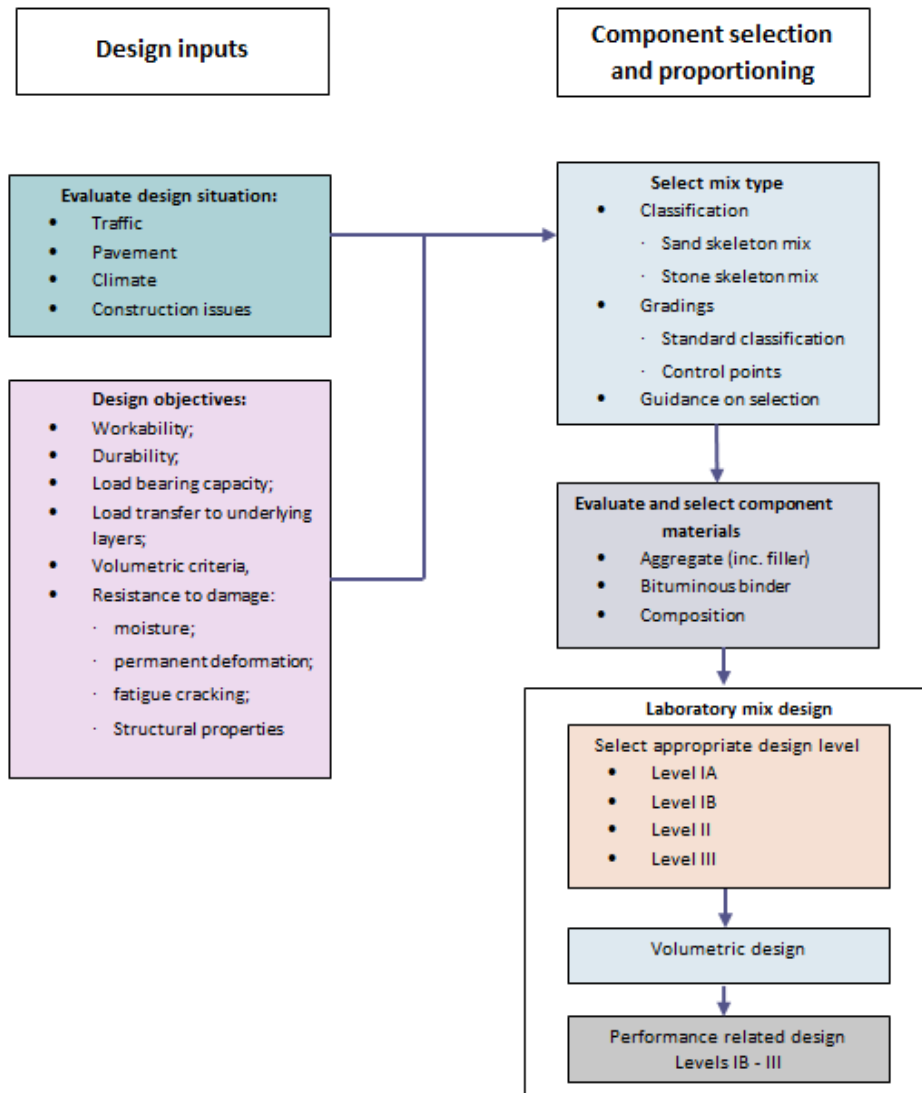 Design inputs
Component selection
and proportioning
Evaluate design situation:
• Traffic
• Pavement
• Climate
• Construction issues
Design objectives:
• Workability;
• Durability;
• Load bearing capacity;
• Load transfer to underlying
layers;
• Volumetric criteria,
• Resistance to damage:
· moisture;
· permanent deformation;
· fatigue cracking;
· Structural properties
Select mix type
• Classification
· Sand skeleton mix
· Stone skeleton mix
• Gradings
· Standard classification
· Control points
• Guidance on selection
Evaluate and select component
materials
• Aggregate (inc. filler)
• Bituminous binder
• Composition
Laboratory mix design
Select appropriate design level
• Level IA
• Level IB
• Level II
• Level III
Volumetric design
Performance related design
Levels IB - III